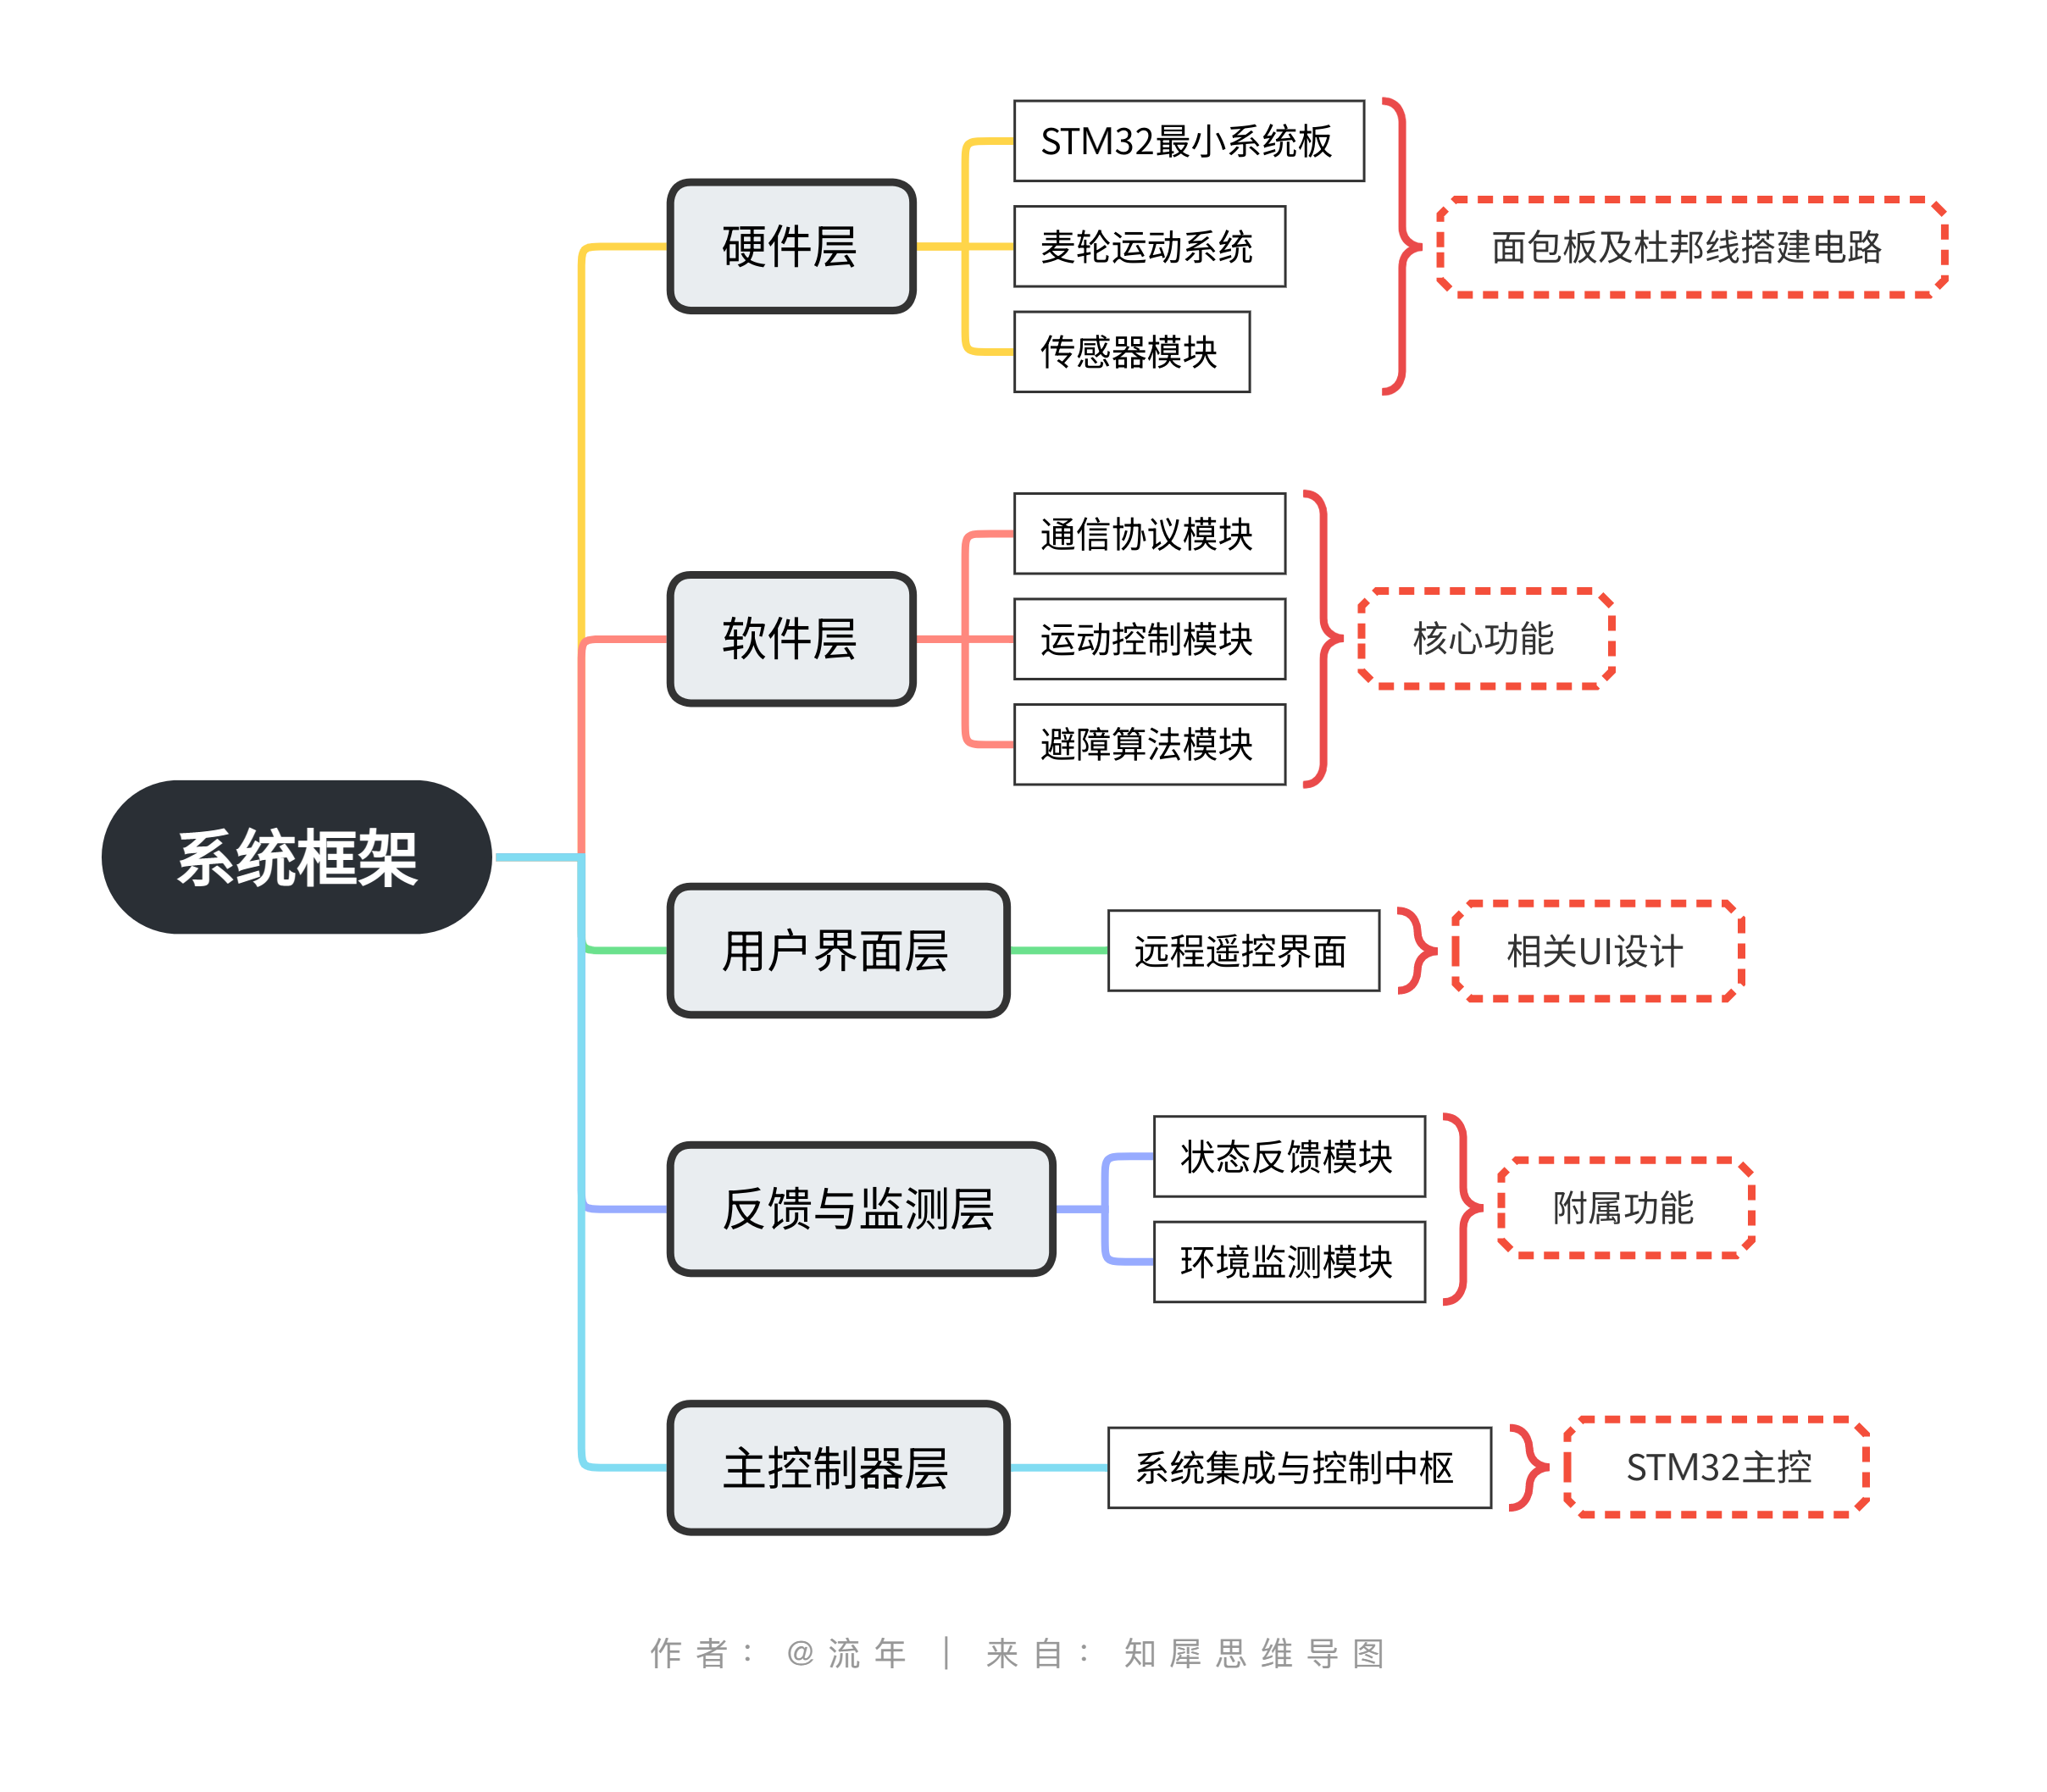 系统框架
硬件层
STM32最小系统板
麦轮运动系统
传感器模块
面包板及杜邦线搭建电路
软件层
通信协议模块
运动控制模块
避障算法模块
核心功能
用户界面层
远程遥控界面
相关UI设计
反馈与监测层
状态反馈模块
环境监测模块
附属功能
主控制器层
系统集成与控制中枢
STM32主控
作者：@流年 | 来自：知犀思维导图